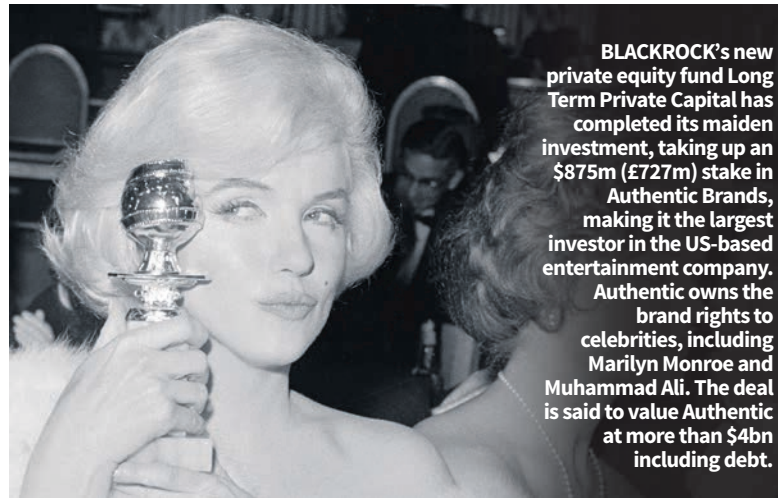 BLACKROCK’s new
private equity fund Long
Term Private Capital has
completed its maiden
investment, taking up an
$875m (£727m) stake in
Authentic Brands,
making it the largest
investor in the US-based
entertainment company.
Authentic owns the
brand rights to
celebrities, including
Marilyn Monroe and
Muhammad Ali. The deal
is said to value Authentic
at more than $4bn
including debt.